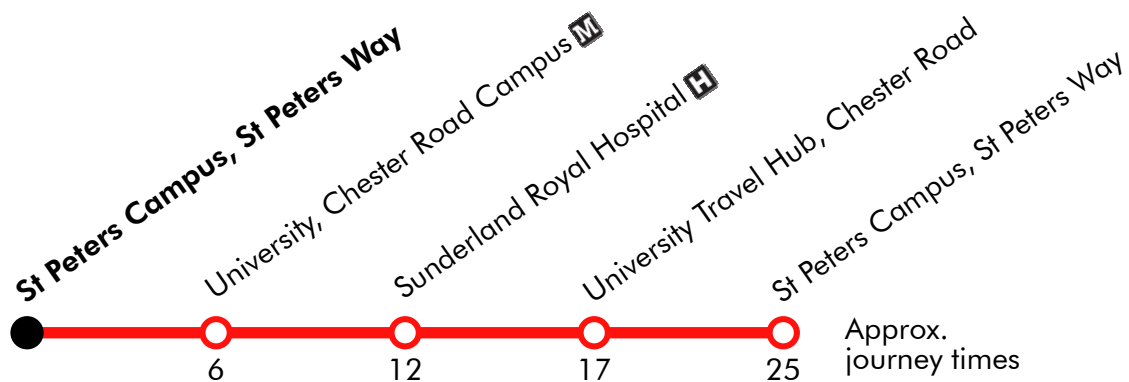 St Peters Campus, St Peters Way
University, Chester Road Campus M
Sunderland Royal Hospital H
University Travel Hub, Chester Road
St Peters Campus, St Peters Way
6
12
17
25
Approx.
journey times